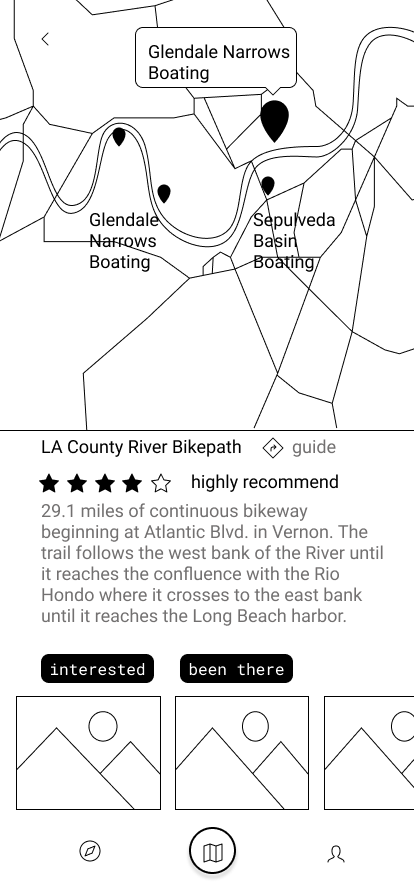 Glendale Narrows
Boating
Glendale
Narrows
Boating
Sepulveda
Basin
Boating
LA County River Bikepath
guide
highly recommend
29.1 miles of continuous bikeway
beginning at Atlantic Blvd. in Vernon. The
trail follows the west bank of the River until
it reaches the confluence with the Rio
Hondo where it crosses to the east bank
until it reaches the Long Beach harbor.
interested
been there